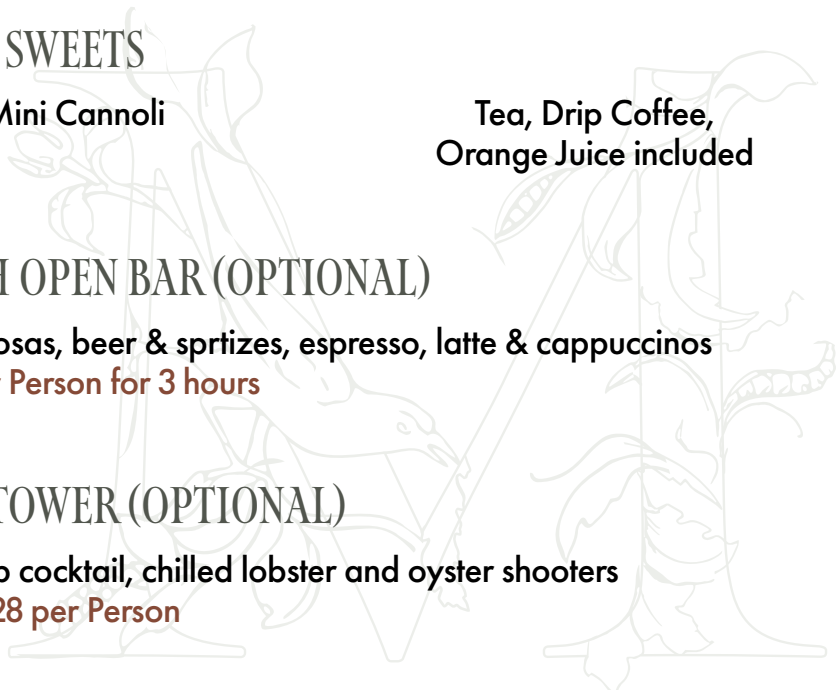 SWEETS
Mini Cannoli
Tea, Drip Coffee,
Orange Juice included
OPEN BAR (OPTIONAL)
beer & sprtizes, espresso, latte & cappuccinos
Person for 3 hours
TOWER (OPTIONAL)
cocktail, chilled lobster and oyster shooters
28 per Person